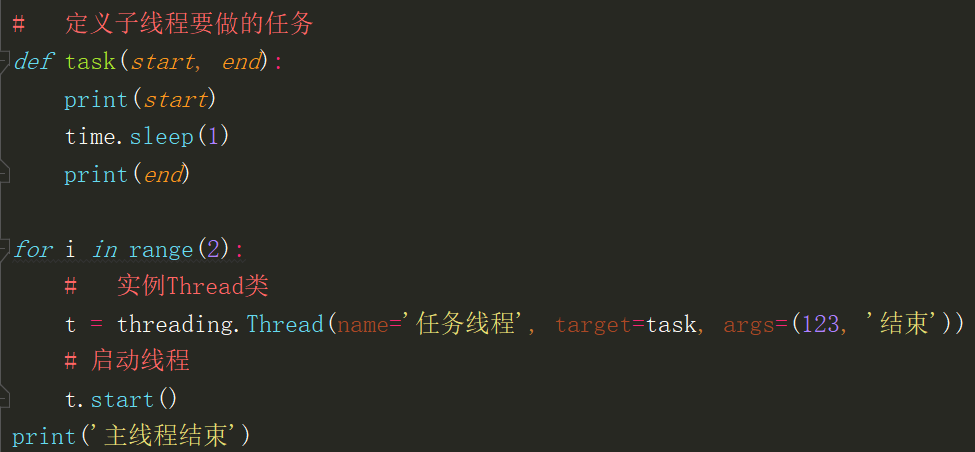 #   定义子线程要做的任务
def task(start, end):
    print(start)
    time.sleep(1)
    print(end)
for i in range(2):
    #   实例Thread类
    t = threading.Thread(name='任务线程', target=task, args=(123, '结束'))
    # 启动线程
    t.start()
print('主线程结束')